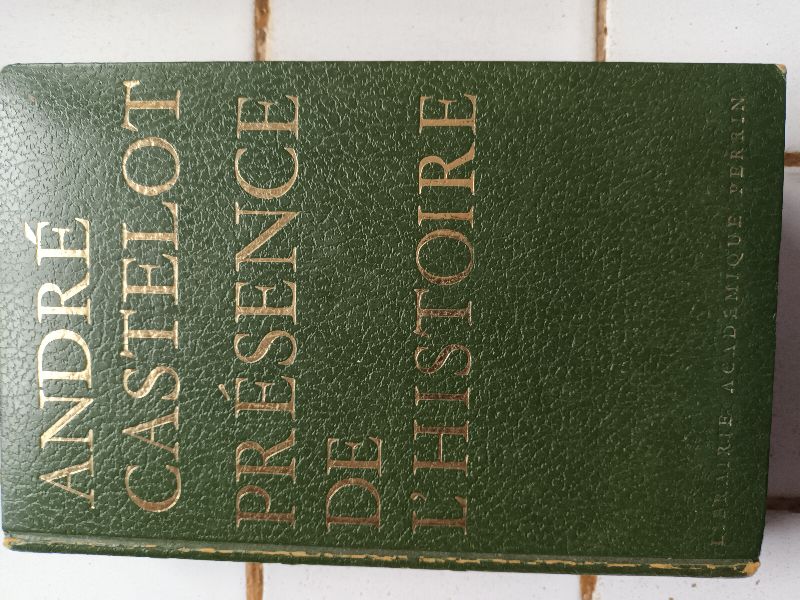 ANDRÉ
CASTELOT
PRÉSENCE
DE
L'HISTOIRE
LIBRAIRIE ACADÉMIQUE PERRIN